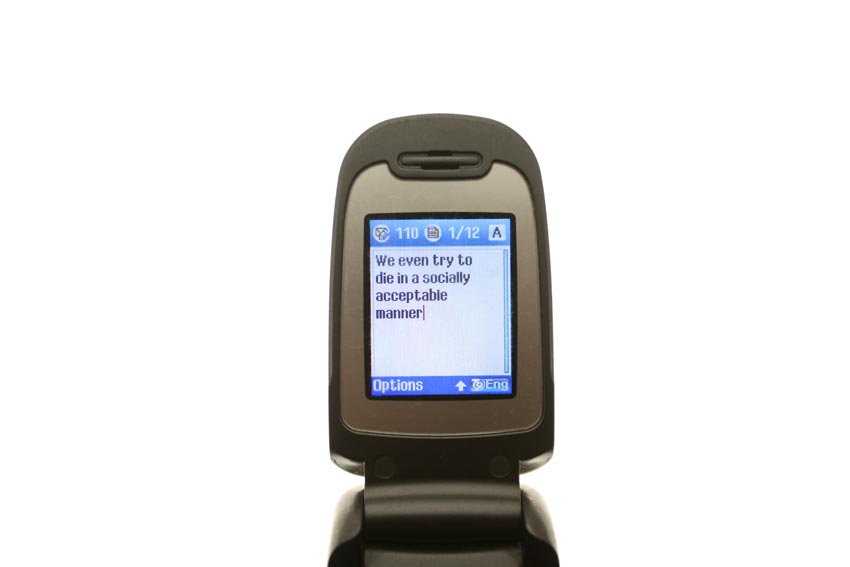 110 1/12 A
We even try to
die in a socially
acceptable
manner
Options Eng